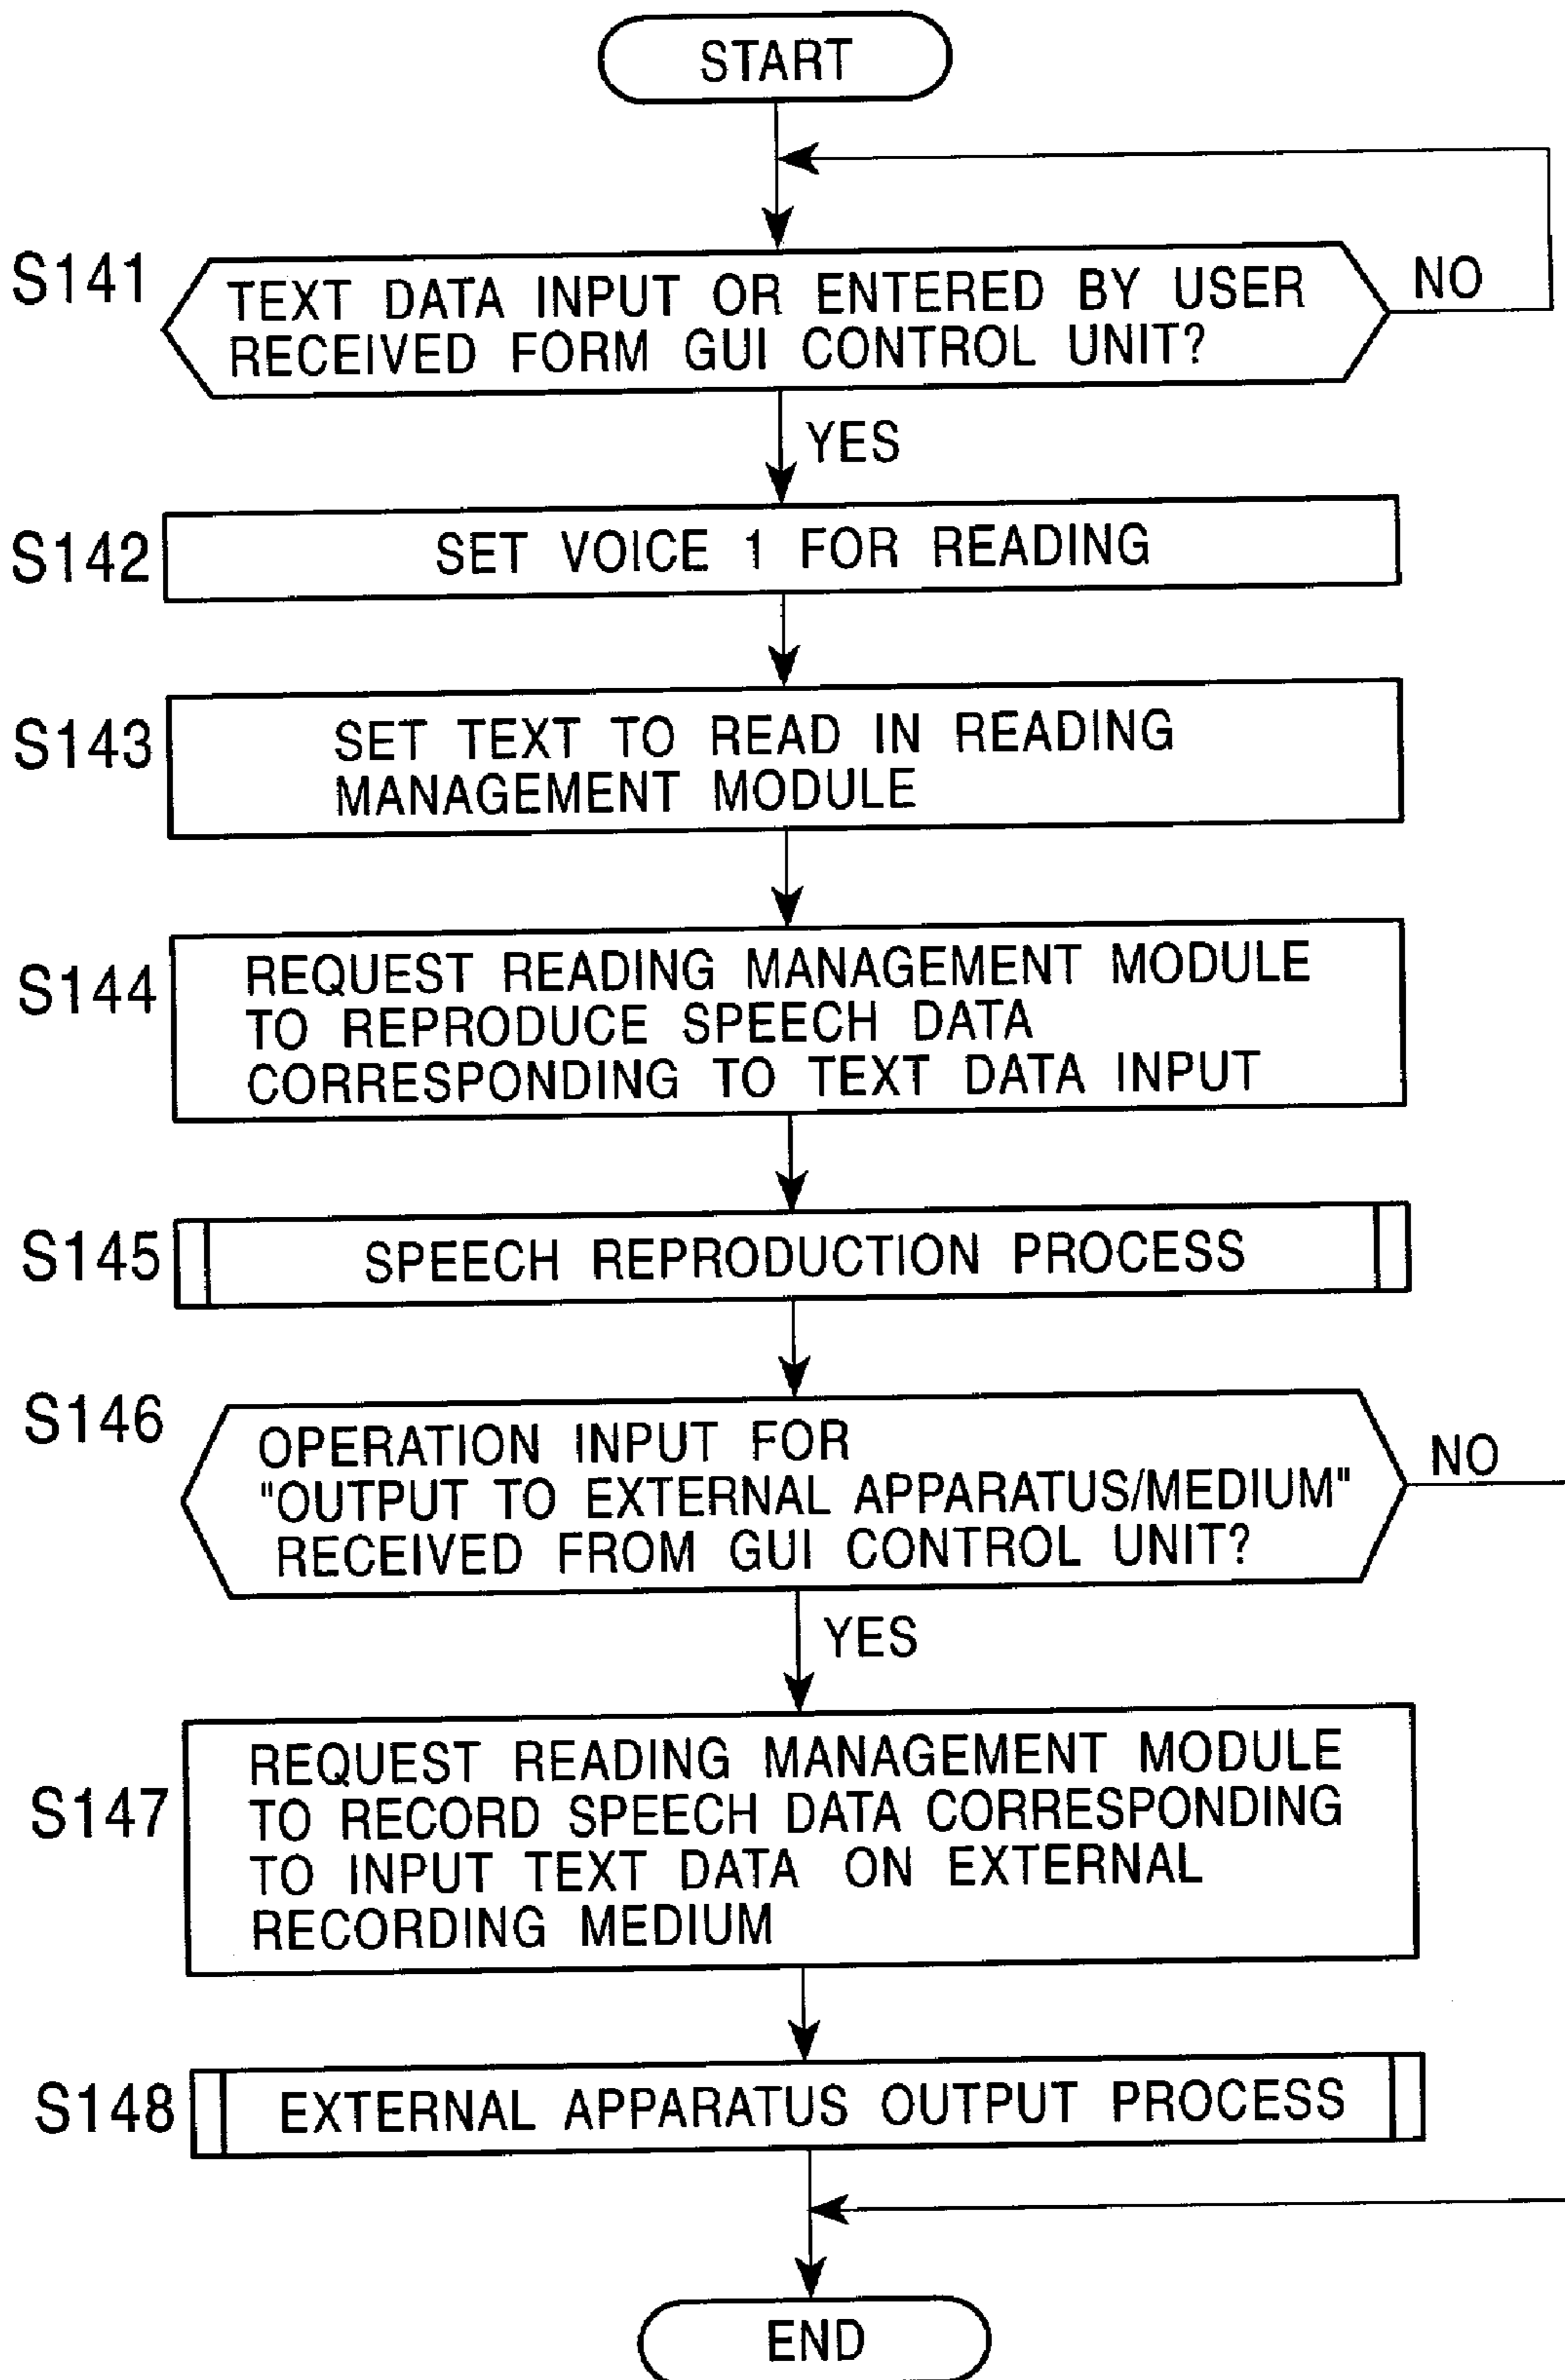 START
S141
TEXT DATA INPUT OR ENTERED BY USER
RECEIVED FORM GUI CONTROL UNIT?
NO
YES
S142
SET VOICE 1 FOR READING
S143
SET TEXT TO READ IN READING
MANAGEMENT MODULE
S144
REQUEST READING MANAGEMENT MODULE
TO REPRODUCE SPEECH DATA
CORRESPONDING TO TEXT DATA INPUT
S145
SPEECH REPRODUCTION PROCESS
S146
OPERATION INPUT FOR
"OUTPUT TO EXTERNAL APPARATUS/MEDIUM"
RECEIVED FROM GUI CONTROL UNIT?
NO
YES
S147
REQUEST READING MANAGEMENT MODULE
TO RECORD SPEECH DATA CORRESPONDING
TO INPUT TEXT DATA ON EXTERNAL
RECORDING MEDIUM
S148
EXTERNAL APPARATUS OUTPUT PROCESS
END